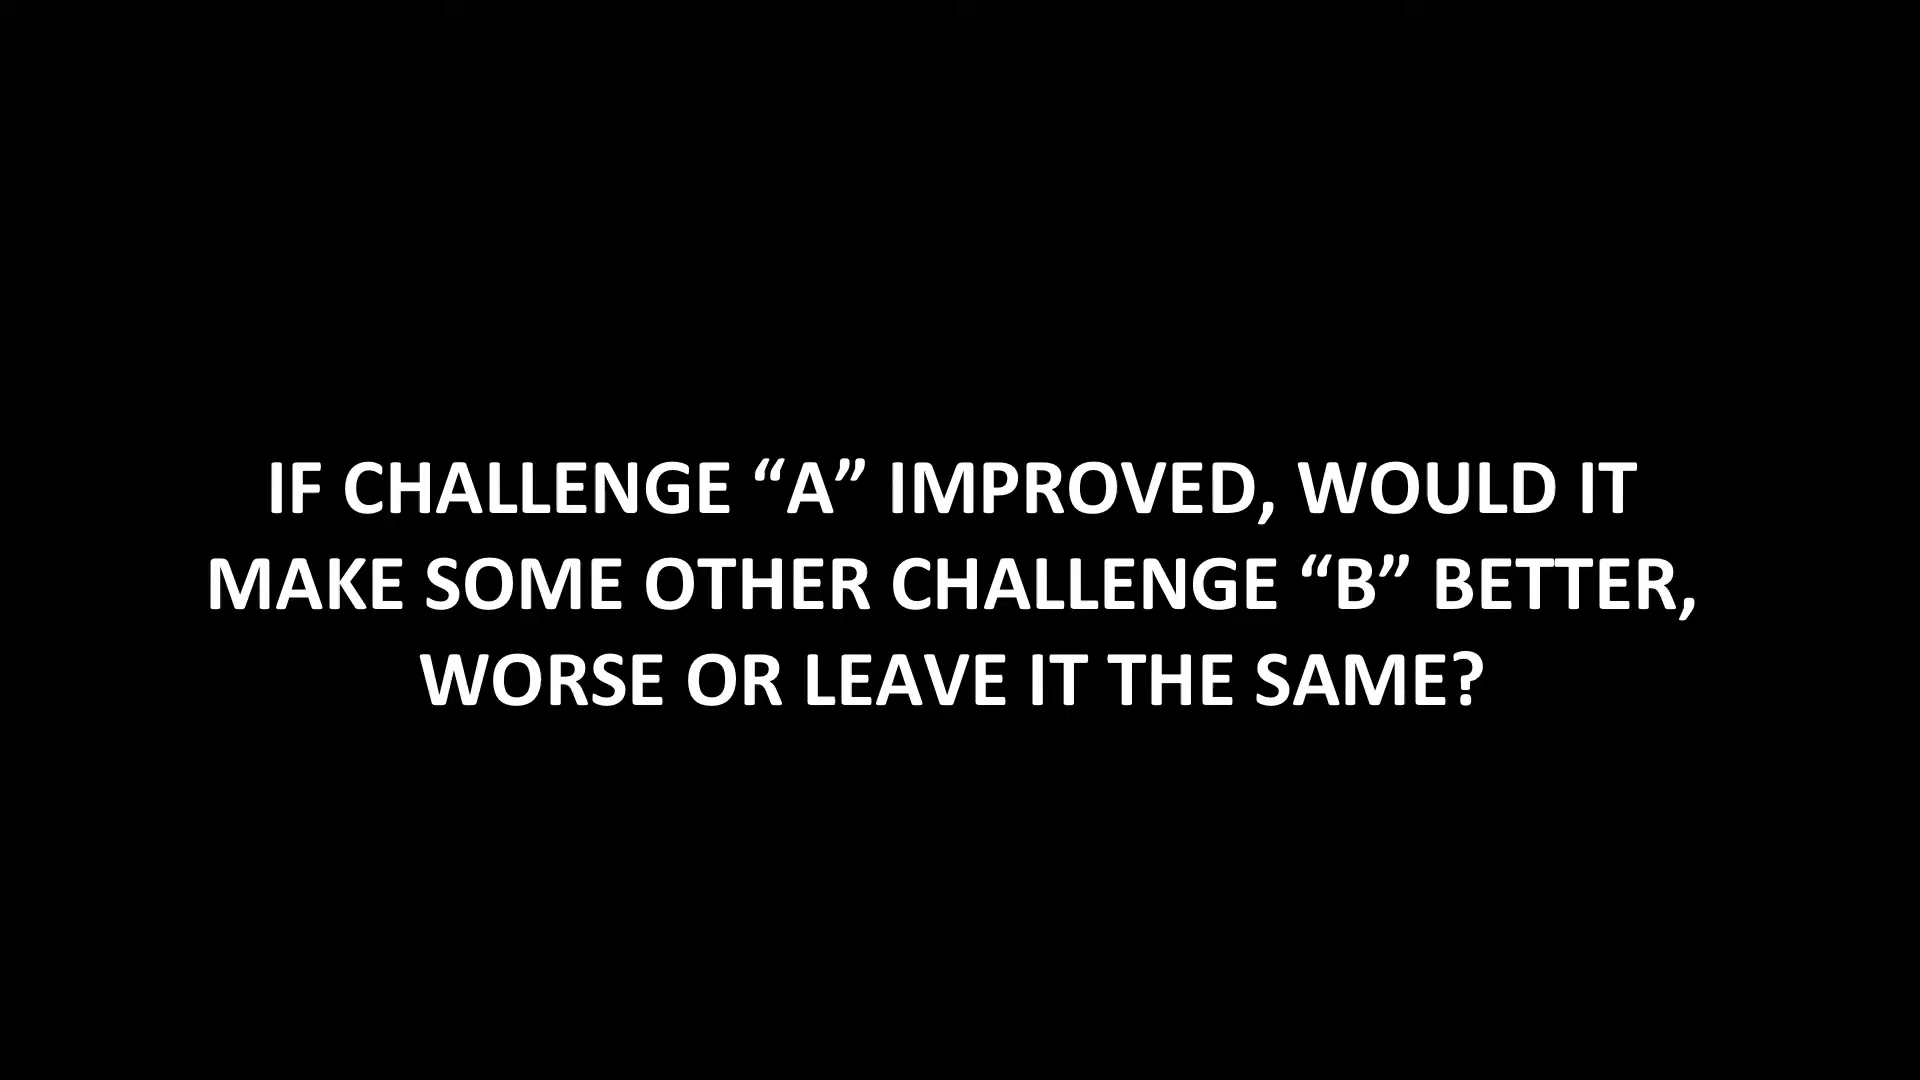 IF CHALLENGE “A” IMPROVED, WOULD IT
MAKE SOME OTHER CHALLENGE “B” BETTER,
WORSE OR LEAVE IT THE SAME?